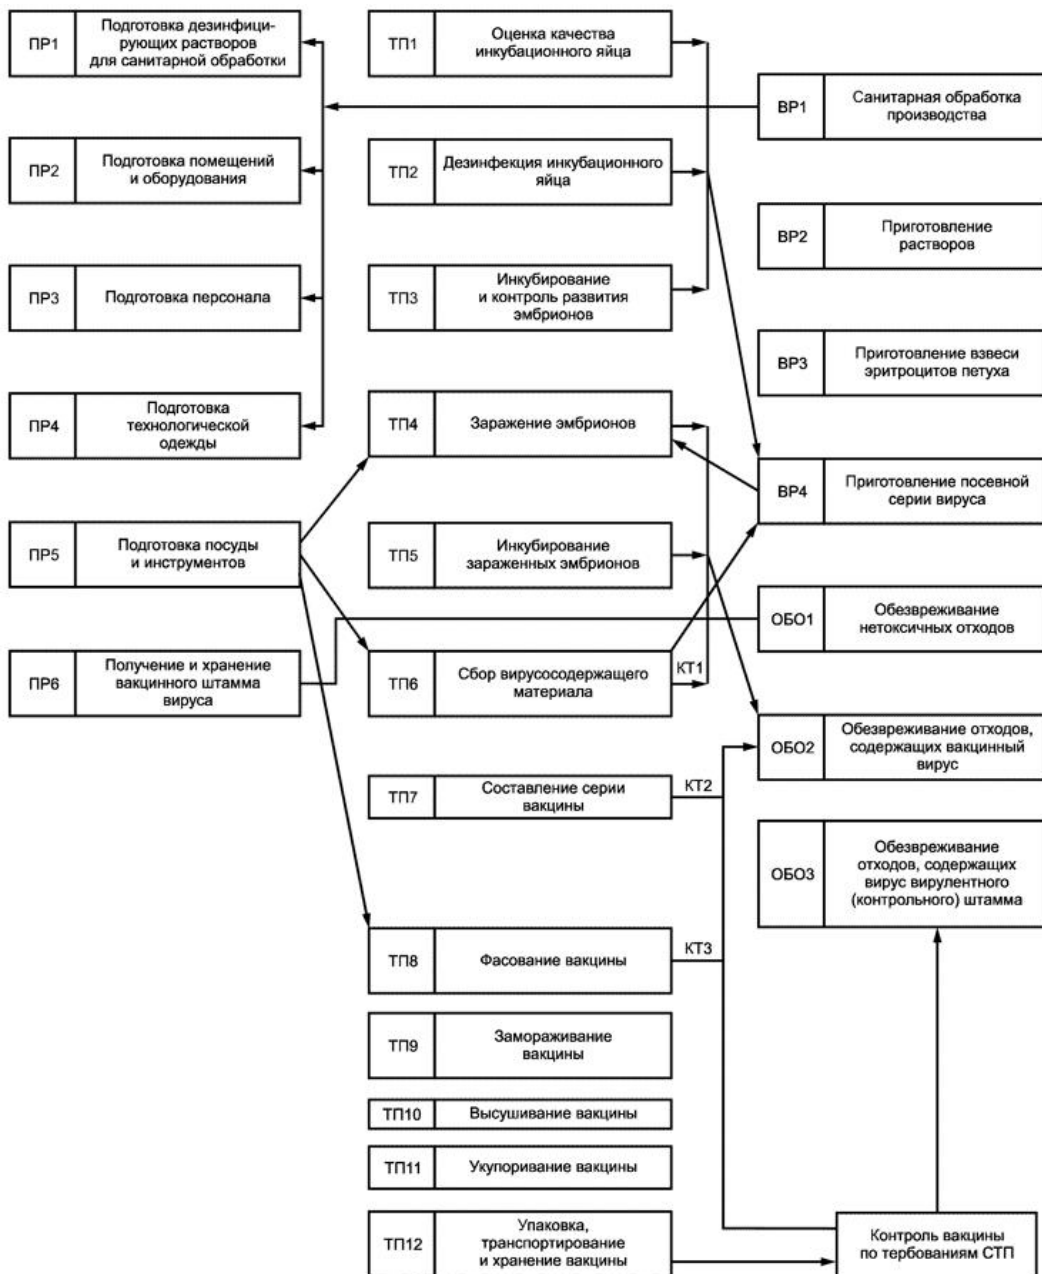 ПР1
Подготовка дезинфици-
рующих растворов
для санитарной обработки
ПР2
Подготовка помещений
и оборудования
ПР3
Подготовка персонала
ПР4
Подготовка
технологической
одежды
ПР5
Подготовка посуды
и инструментов
ПР6
Получение и хранение
вакцинного штамма
вируса
ТП1
Оценка качества
инкубационного яйца
ТП2
Дезинфекция инкубационного
яйца
ТП3
Инкубирование
и контроль развития
эмбрионов
ТП4
Заражение эмбрионов
ТП5
Инкубирование
зараженных эмбрионов
ТП6
Сбор вирусосодержащего
материала
КТ1
ТП7
Составление серии
вакцины
КТ2
ТП8
Фасование вакцины
КТ3
ТП9
Замораживание
вакцины
ТП10
Высушивание вакцины
ТП11
Укупоривание вакцины
ТП12
Упаковка,
транспортирование
и хранение вакцины
ВР1
Санитарная обработка
производства
ВР2
Приготовление
растворов
ВР3
Приготовление взвеси
эритроцитов петуха
ВР4
Приготовление посевной
серии вируса
ОБО1
Обезвреживание
нетоксичных отходов
ОБО2
Обезвреживание отходов,
содержащих вакцинный
вирус
ОБО3
Обезвреживание
отходов, содержащих
вирус вирулентного
(контрольного) штамма
Контроль вакцины
по тербованиям СТП